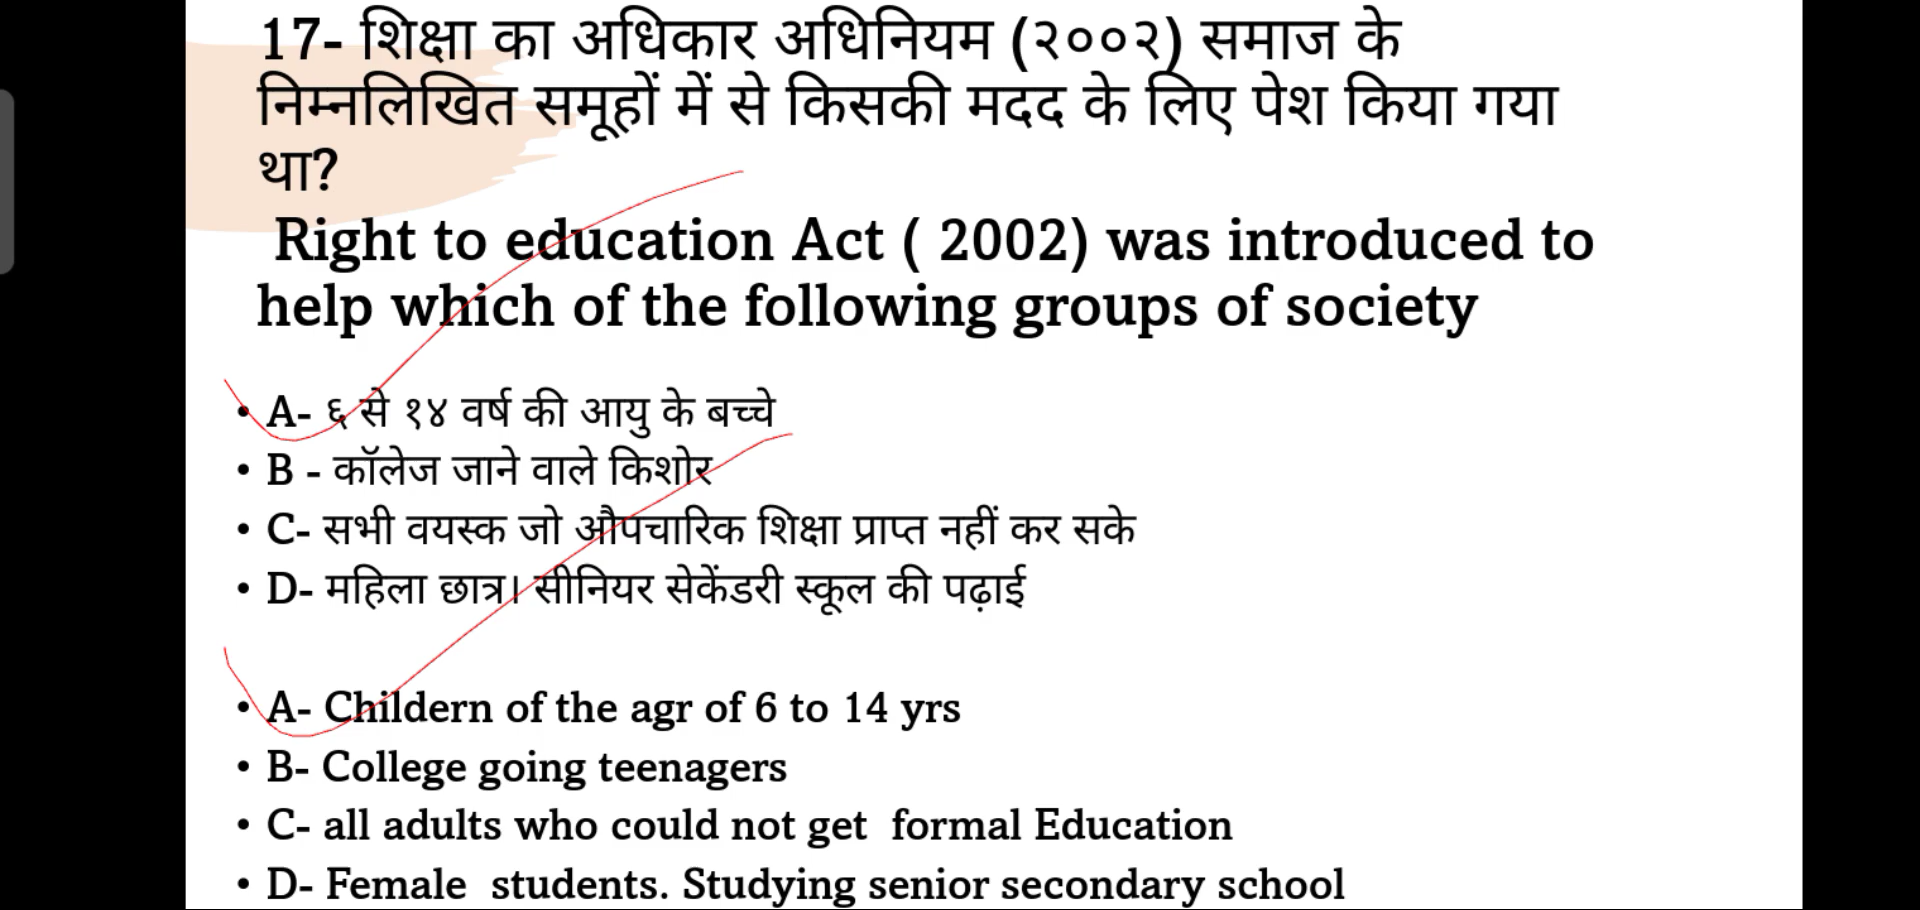 17- शिक्षा का अधिकार अधिनियम (२००२) समाज के
निम्नलिखित समूहों में से किसकी मदद के लिए पेश किया गया
था?
Right to education Act ( 2002) was introduced to
help which of the following groups of society
• A- ६ से १४ वर्ष की आयु के बच्चे
• B - कॉलेज जाने वाले किशोर
• C- सभी वयस्क जो औपचारिक शिक्षा प्राप्त नहीं कर सके
• D- महिला छात्र। सीनियर सेकेंडरी स्कूल की पढ़ाई
• A- Childern of the agr of 6 to 14 yrs
• B- College going teenagers
• C- all adults who could not get  formal Education
• D- Female  students. Studying senior secondary school